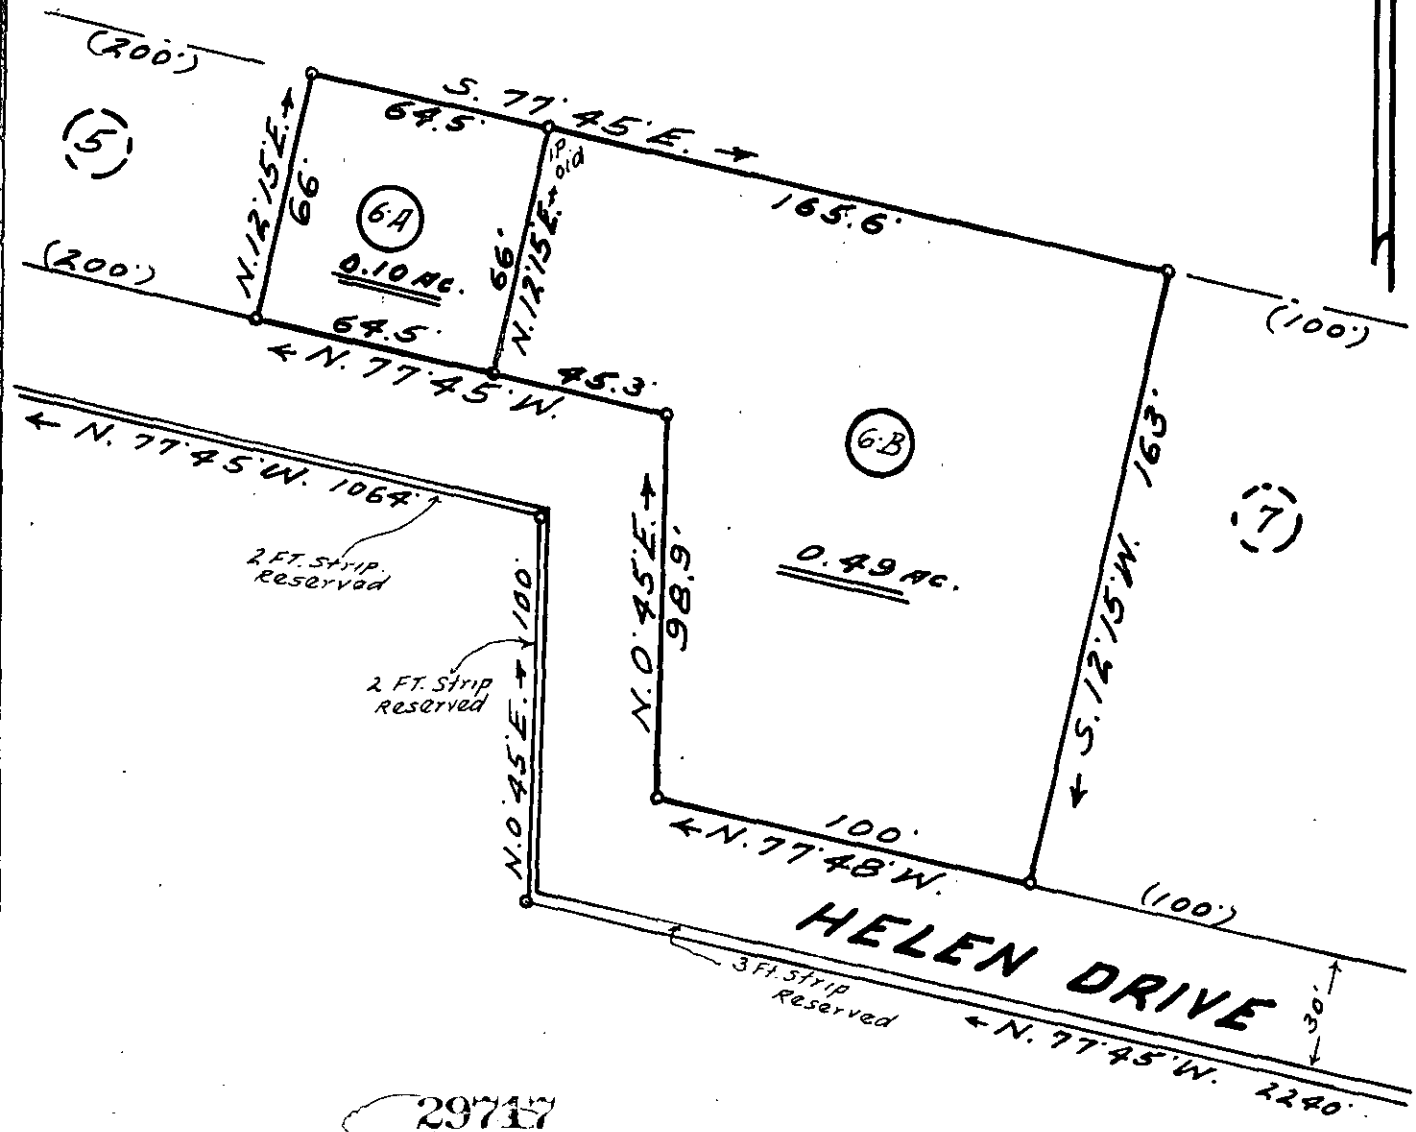 (200')
S. 77° 45' E. →
64.5'
5
N. 12° 15' E. →
66'
6-A
0.10 AC.
IP
old
66'
N. 12° 15' E. →
165.6'
(200')
64.5'
← N. 77° 45' W.
45.3'
(100')
← N. 77° 45' W. 1064'
2 FT. Strip
Reserved
6-B
0.49 AC.
163'
S. 12° 15' W.
7
N. 0° 45' E. →
98.9'
N. 0° 45' E. → 100'
2 FT. Strip
Reserved
100'
← N. 77° 48' W.
(100')
HELEN DRIVE
3 Ft. Strip
Reserved
30'
← N. 77° 45' W. 2240'